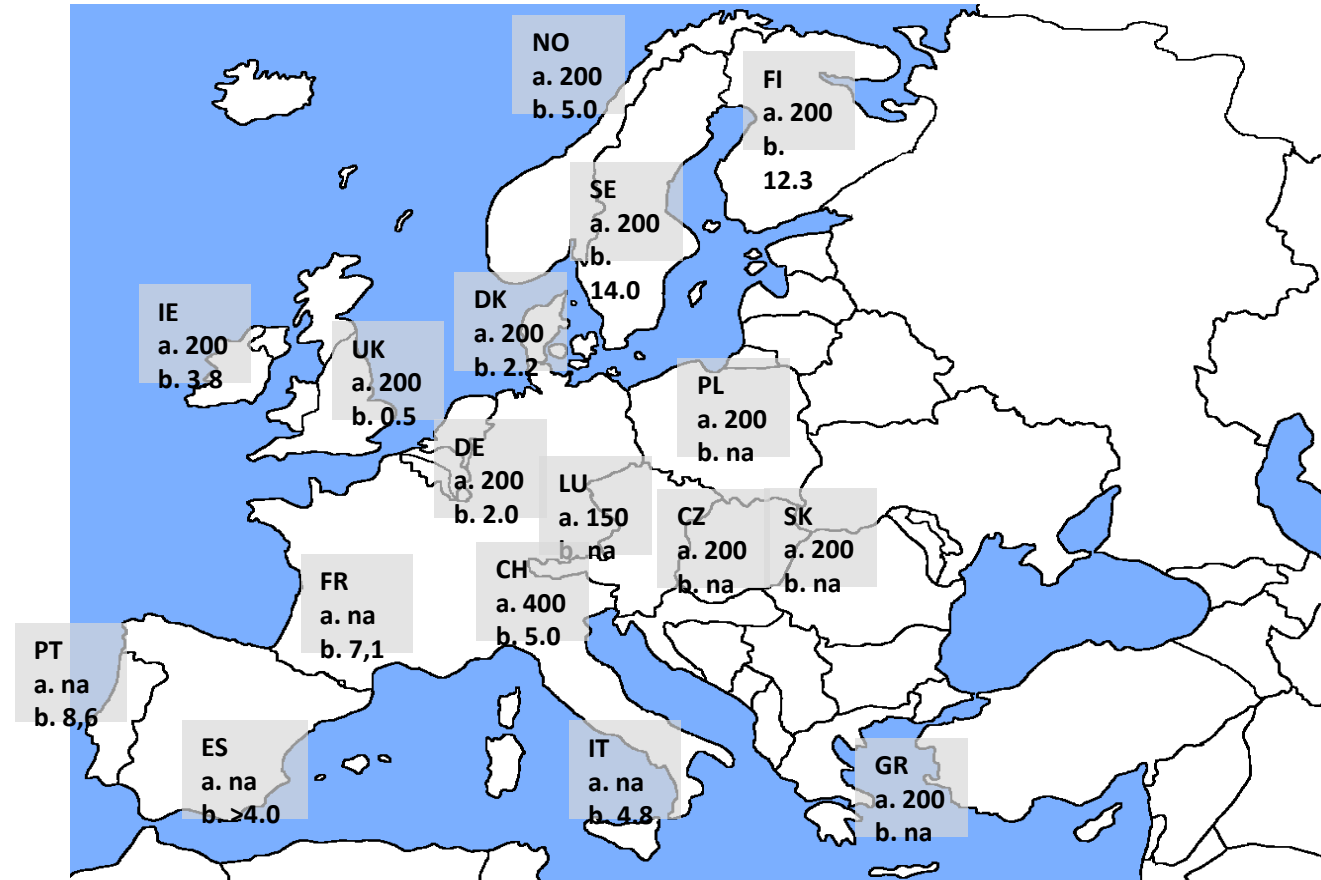 NO
a. 200
b. 5.0
FI
a. 200
b.
12.3
SE
a. 200
b.
14.0
DK
a. 200
b. 2.2
IE
a. 200
b. 3.8
UK
a. 200
b. 0.5
PL
a. 200
b. na
DE
a. 200
b. 2.0
LU
a. 150
b. na
CZ
a. 200
b. na
SK
a. 200
b. na
CH
a. 400
b. 5.0
FR
a. na
b. 7,1
PT
a. na
b. 8,6
ES
a. na
b. >4.0
IT
a. na
b. 4.8
GR
a. 200
b. na